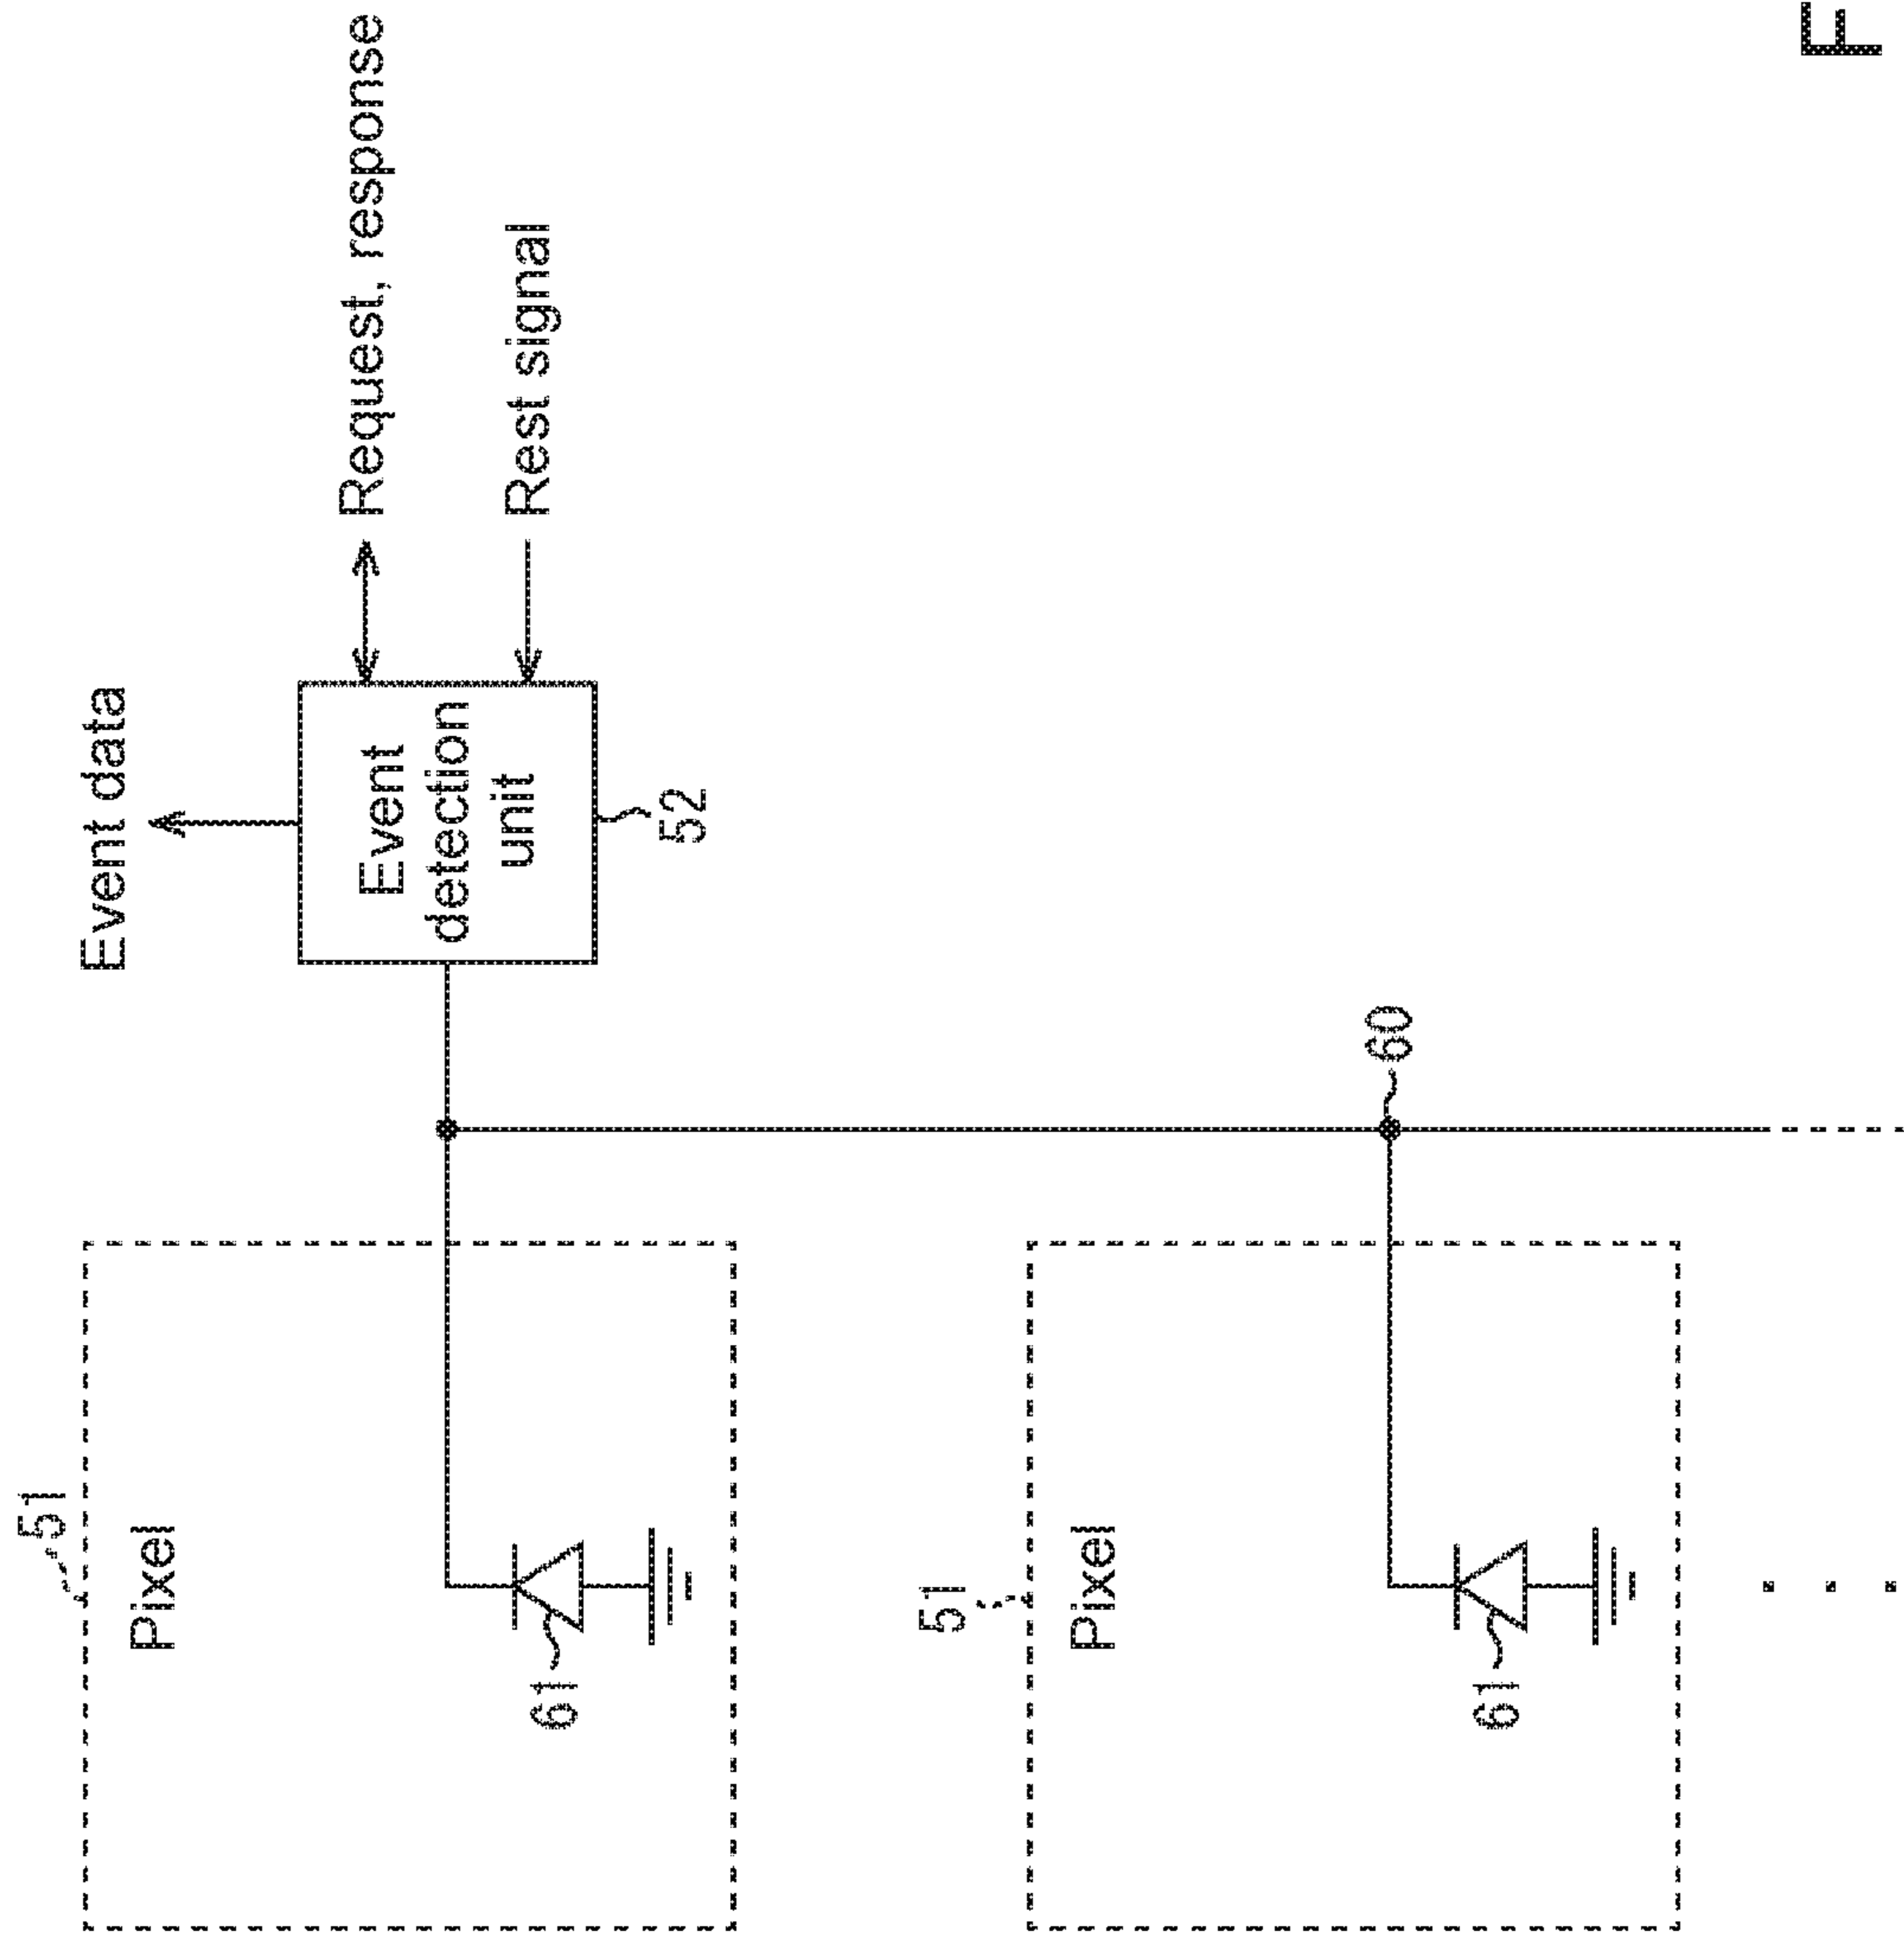 51
Pixel
61
Event data
Event
detection
unit
52
Request, response
Rest signal
51
Pixel
61
60
F